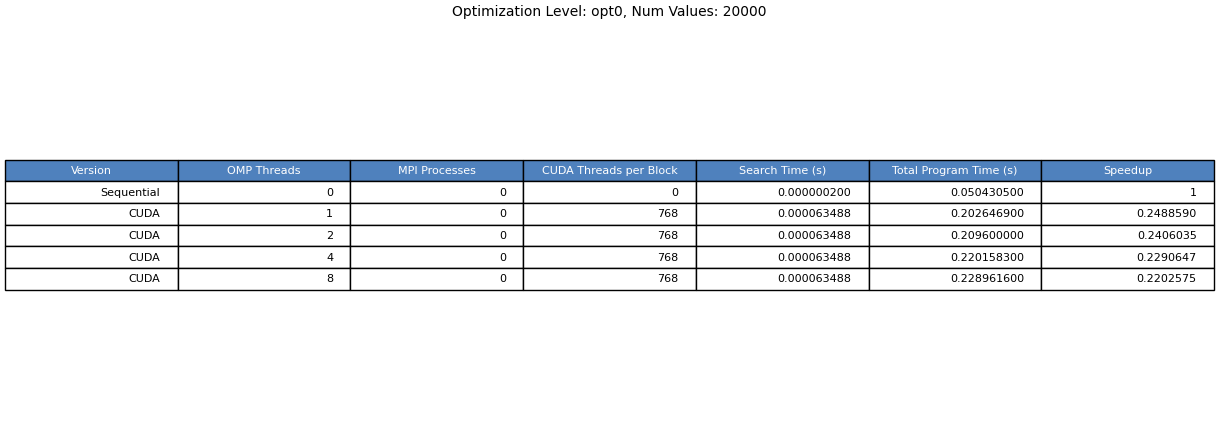 Optimization Level: opt0, Num Values: 20000
Version OMP Threads MPI Processes CUDA Threads per Block Search Time (s) Total Program Time (s) Speedup
Sequential 0 0 0 0.000000200 0.050430500 1
CUDA 1 0 768 0.000063488 0.202646900 0.2488590
CUDA 2 0 768 0.000063488 0.209600000 0.2406035
CUDA 4 0 768 0.000063488 0.220158300 0.2290647
CUDA 8 0 768 0.000063488 0.228961600 0.2202575